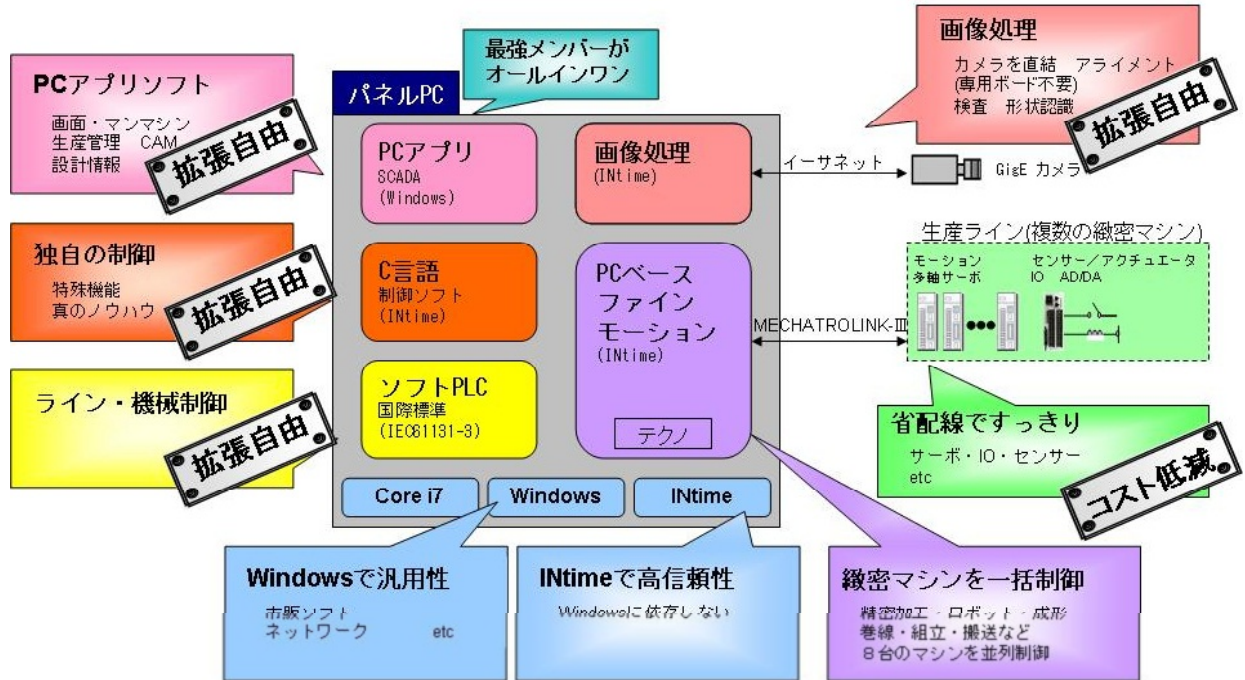 最強メンバーが
オールインワン
パネルPC
PCアプリソフト
画面・マンマシン
生産管理 CAM
設計情報
拡張自由
独自の制御
特殊機能
真のノウハウ
拡張自由
ライン・機械制御
拡張自由
PCアプリ
SCADA
(Windows)
画像処理
(INtime)
C言語
制御ソフト
(INtime)
PCベース
ファイン
モーション
(INtime)
テクノ
ソフトPLC
国際標準
(IEC61131-3)
Core i7
Windows
INtime
画像処理
カメラを直結 アライメント
(専用ボード不要)
検査 形状認識
拡張自由
イーサネット
GigE カメラ
生産ライン(複数の緻密マシン)
モーション
多軸サーボ
センサー／アクチュエータ
IO AD/DA
MECHATROLINK-Ⅲ
省配線ですっきり
サーボ・IO・センサー
etc
コスト低減
Windowsで汎用性
市販ソフト
ネットワーク etc
INtimeで高信頼性
Windowsに依存しない
緻密マシンを一括制御
精密加工・ロボット・成形
巻線・組立・搬送など
８台のマシンを並列制御